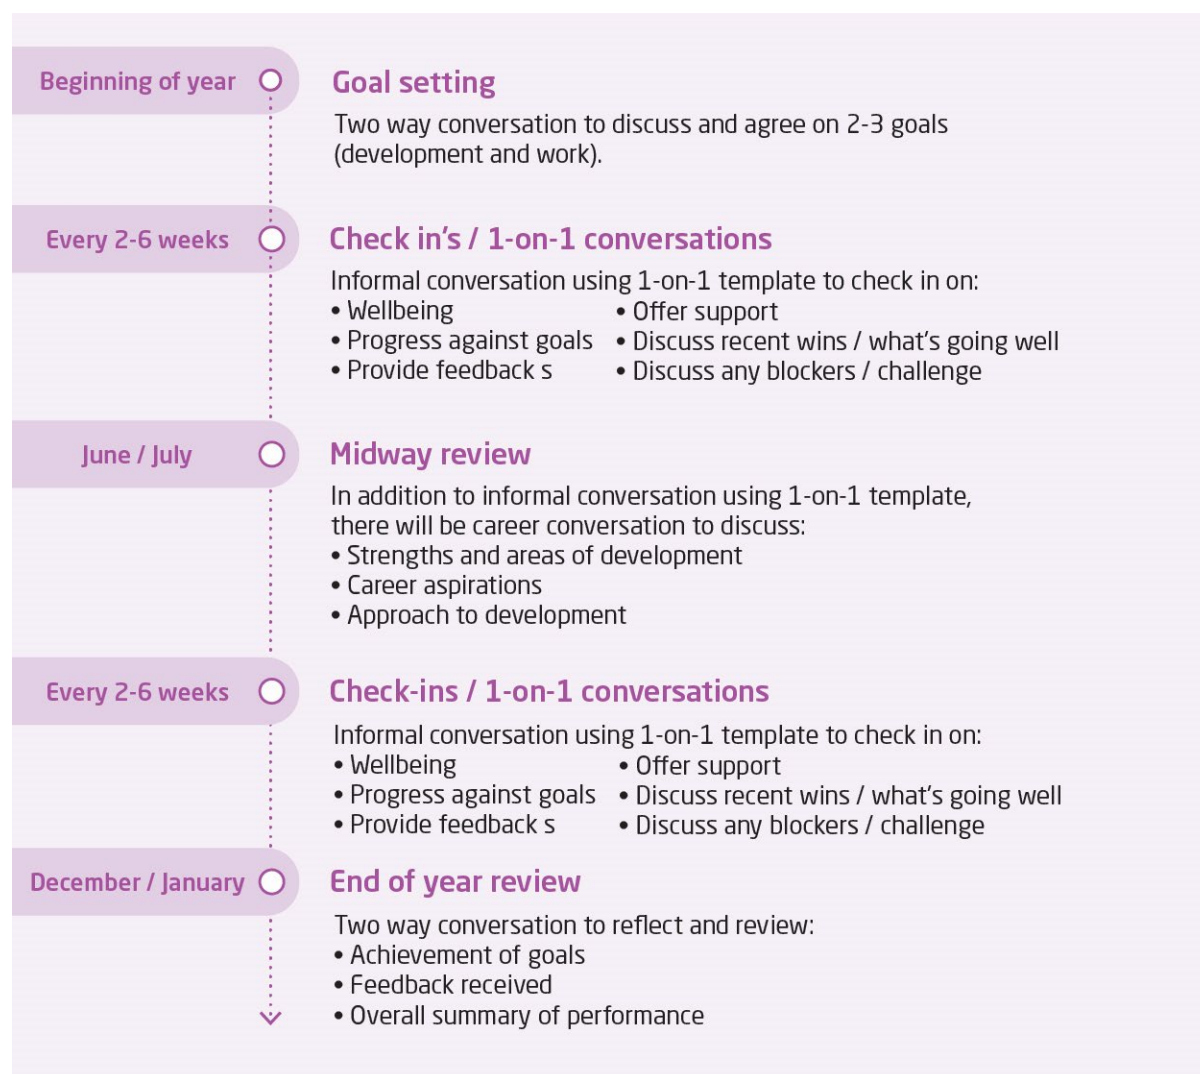 Beginning of year
Goal setting
Two way conversation to discuss and agree on 2-3 goals
(development and work).
Every 2-6 weeks
Check in's / 1-on-1 conversations
Informal conversation using 1-on-1 template to check in on:
• Wellbeing
• Progress against goals
• Provide feedback s
• Offer support
• Discuss recent wins / what's going well
• Discuss any blockers / challenge
June / July
Midway review
In addition to informal conversation using 1-on-1 template,
there will be career conversation to discuss:
• Strengths and areas of development
• Career aspirations
• Approach to development
Every 2-6 weeks
Check-ins / 1-on-1 conversations
Informal conversation using 1-on-1 template to check in on:
• Wellbeing
• Progress against goals
• Provide feedback s
• Offer support
• Discuss recent wins / what's going well
• Discuss any blockers / challenge
December / January
End of year review
Two way conversation to reflect and review:
• Achievement of goals
• Feedback received
• Overall summary of performance